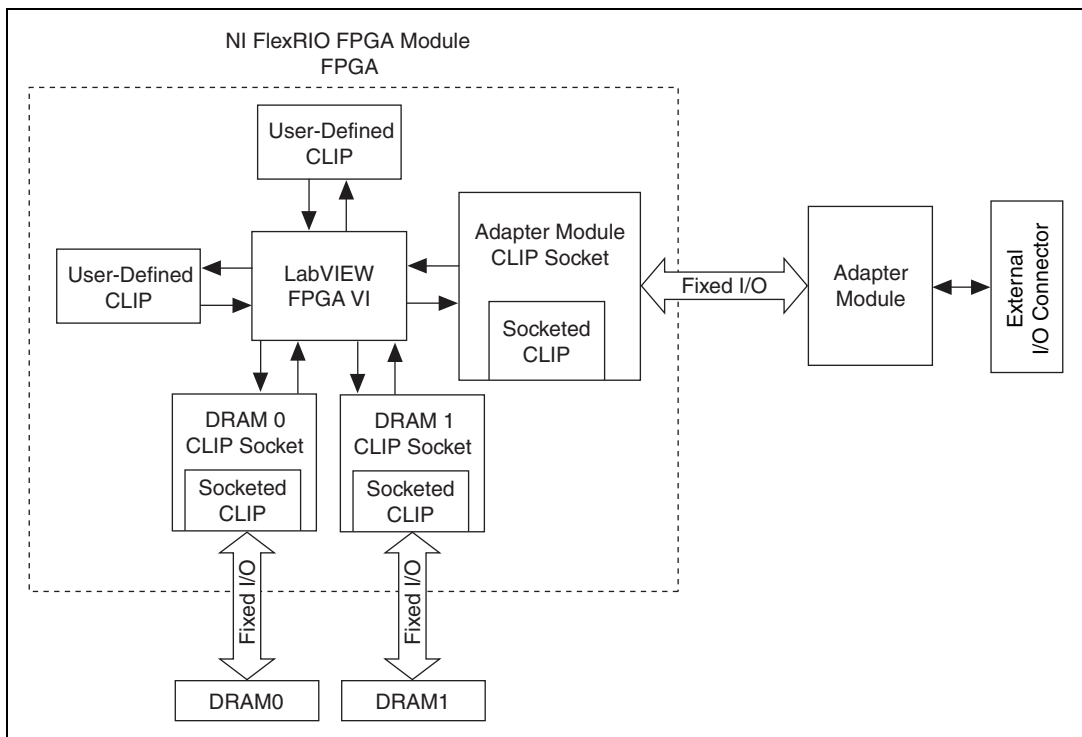 NI FlexRIO FPGA Module
FPGA
User-Defined
CLIP
User-Defined
CLIP
LabVIEW
FPGA VI
Adapter Module
CLIP Socket
Socketed
CLIP
Fixed I/O
Adapter
Module
External
I/O Connector
DRAM 0
CLIP Socket
Socketed
CLIP
DRAM 1
CLIP Socket
Socketed
CLIP
Fixed I/O
Fixed I/O
DRAM0
DRAM1